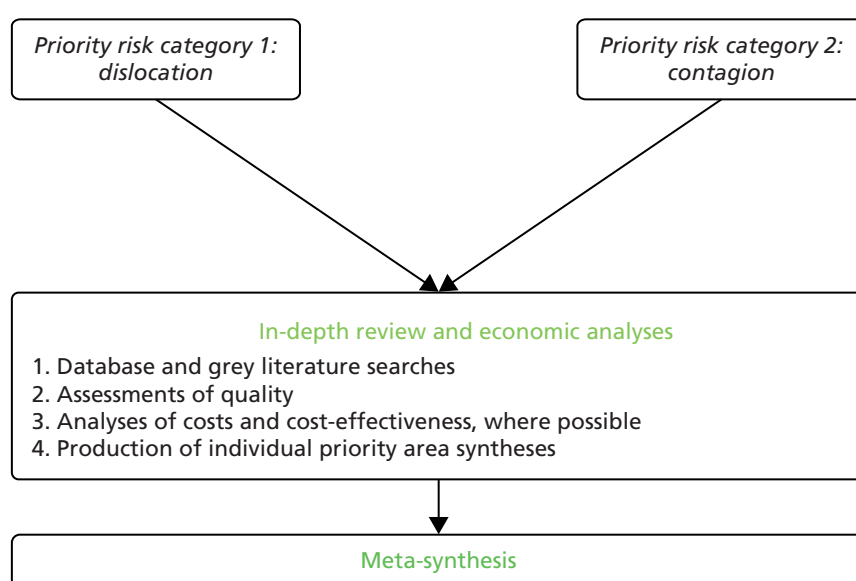 Priority risk category 1:
dislocation
Priority risk category 2:
contagion
In-depth review and economic analyses
1. Database and grey literature searches
2. Assessments of quality
3. Analyses of costs and cost-effectiveness, where possible
4. Production of individual priority area syntheses
Meta-synthesis